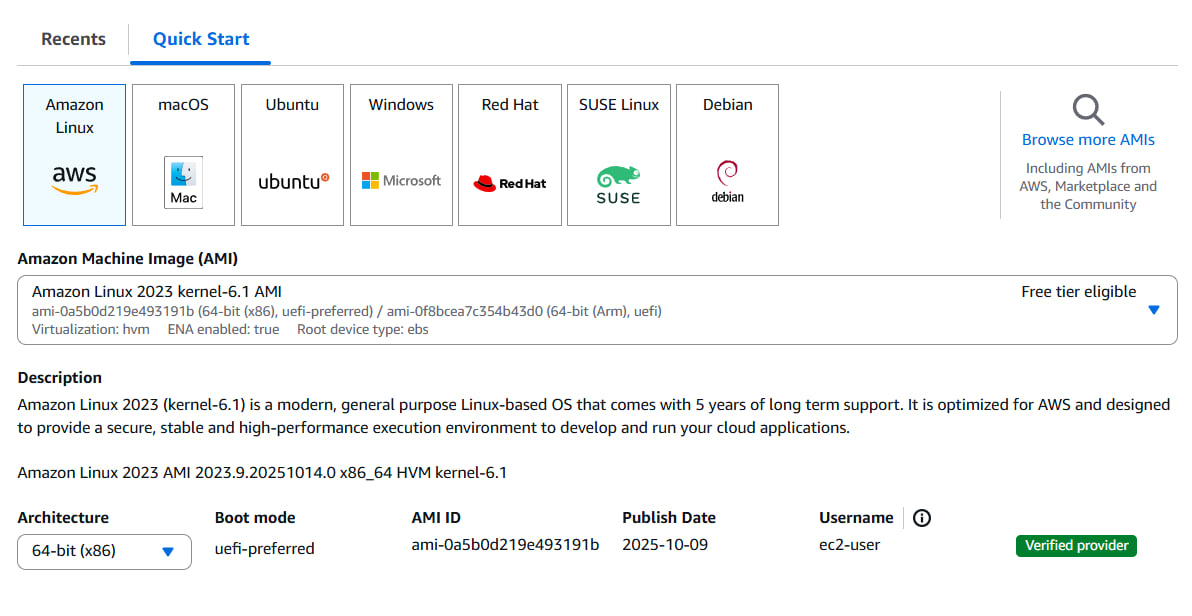 Recents
Quick Start
Amazon Linux
aws
macOS
Mac
Ubuntu
ubuntu
Windows
Microsoft
Red Hat
Red Hat
SUSE Linux
SUSE
Debian
debian
Browse more AMIs
Including AMIs from
AWS, Marketplace and
the Community
Amazon Machine Image (AMI)
Amazon Linux 2023 kernel-6.1 AMI
Free tier eligible
ami-0a5b0d219e493191b (64-bit (x86), uefi-preferred) / ami-0f8bcea7c354b43d0 (64-bit (Arm), uefi)
Virtualization: hvm ENA enabled: true Root device type: ebs
Description
Amazon Linux 2023 (kernel-6.1) is a modern, general purpose Linux-based OS that comes with 5 years of long term support. It is optimized for AWS and designed
to provide a secure, stable and high-performance execution environment to develop and run your cloud applications.
Amazon Linux 2023 AMI 2023.9.20251014.0 x86_64 HVM kernel-6.1
Architecture
64-bit (x86)
Boot mode
uefi-preferred
AMI ID
ami-0a5b0d219e493191b
Publish Date
2025-10-09
Username
ec2-user
Verified provider